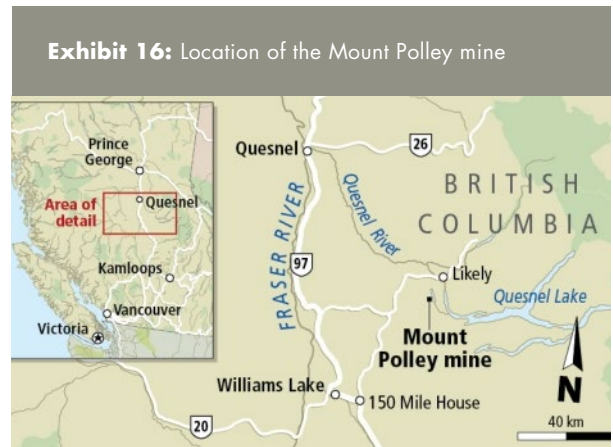 Exhibit 16: Location of the Mount Polley mine
Prince
George
Quesnel
Area of
detail
Kamloops
Vancouver
Victoria
Quesnel
26
FRASER RIVER
Quesnel
River
BRITISH
COLUMBIA
97
Likely
Quesnel Lake
Mount
Polley mine
Williams Lake
150 Mile House
20
N
40 km